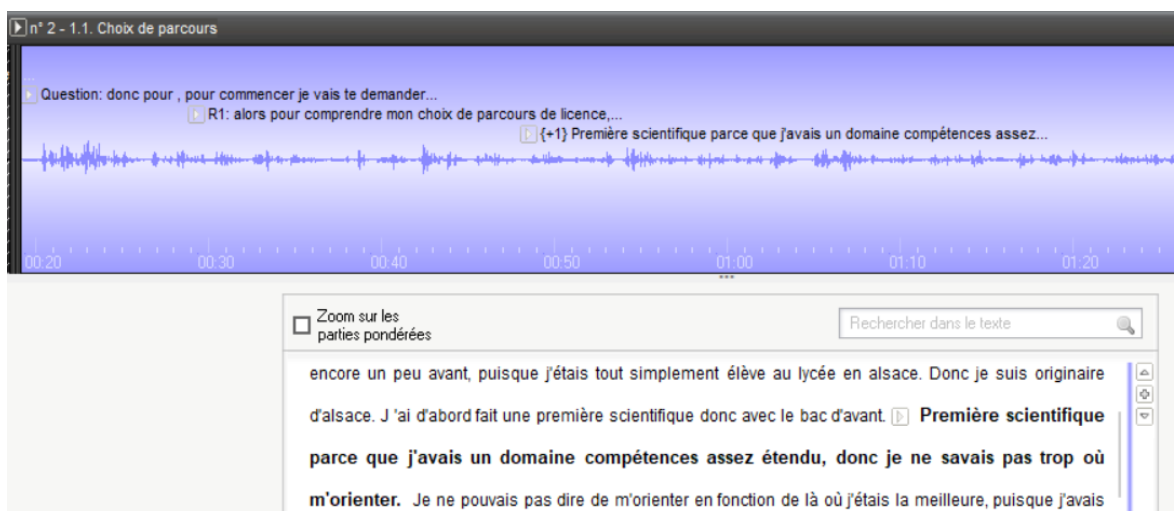 n° 2 - 1.1. Choix de parcours
...
Question: donc pour , pour commencer je vais te demander...
R1: alors pour comprendre mon choix de parcours de licence,...
{+1} Première scientifique parce que j'avais un domaine compétences assez...
00:20 00:30 00:40 00:50 01:00 01:10 01:20
Zoom sur les
parties pondérées
Rechercher dans le texte
encore un peu avant, puisque j'étais tout simplement élève au lycée en alsace. Donc je suis originaire
d'alsace. J 'ai d'abord fait une première scientifique donc avec le bac d'avant. Première scientifique
parce que j'avais un domaine compétences assez étendu, donc je ne savais pas trop où
m'orienter. Je ne pouvais pas dire de m'orienter en fonction de là où j'étais la meilleure, puisque j'avais